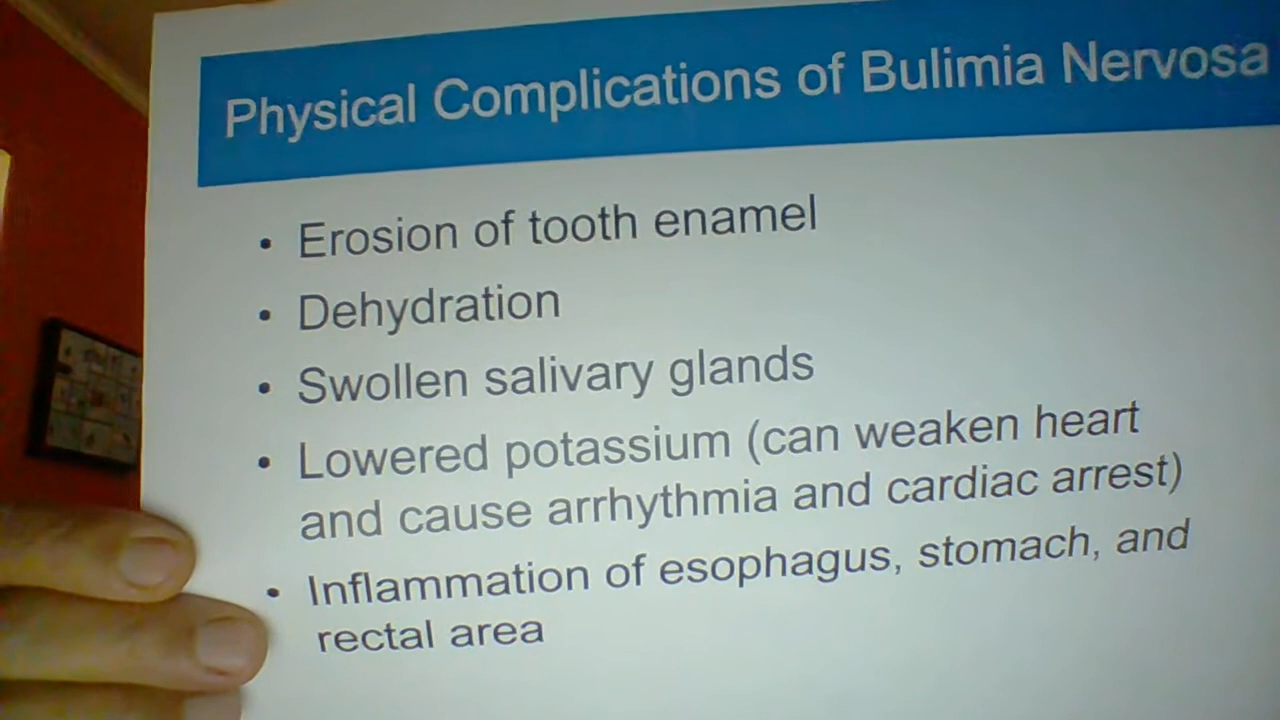 Physical Complications of Bulimia Nervosa
• Erosion of tooth enamel
• Dehydration
• Swollen salivary glands
• Lowered potassium (can weaken heart
and cause arrhythmia and cardiac arrest)
• Inflammation of esophagus, stomach, and
rectal area